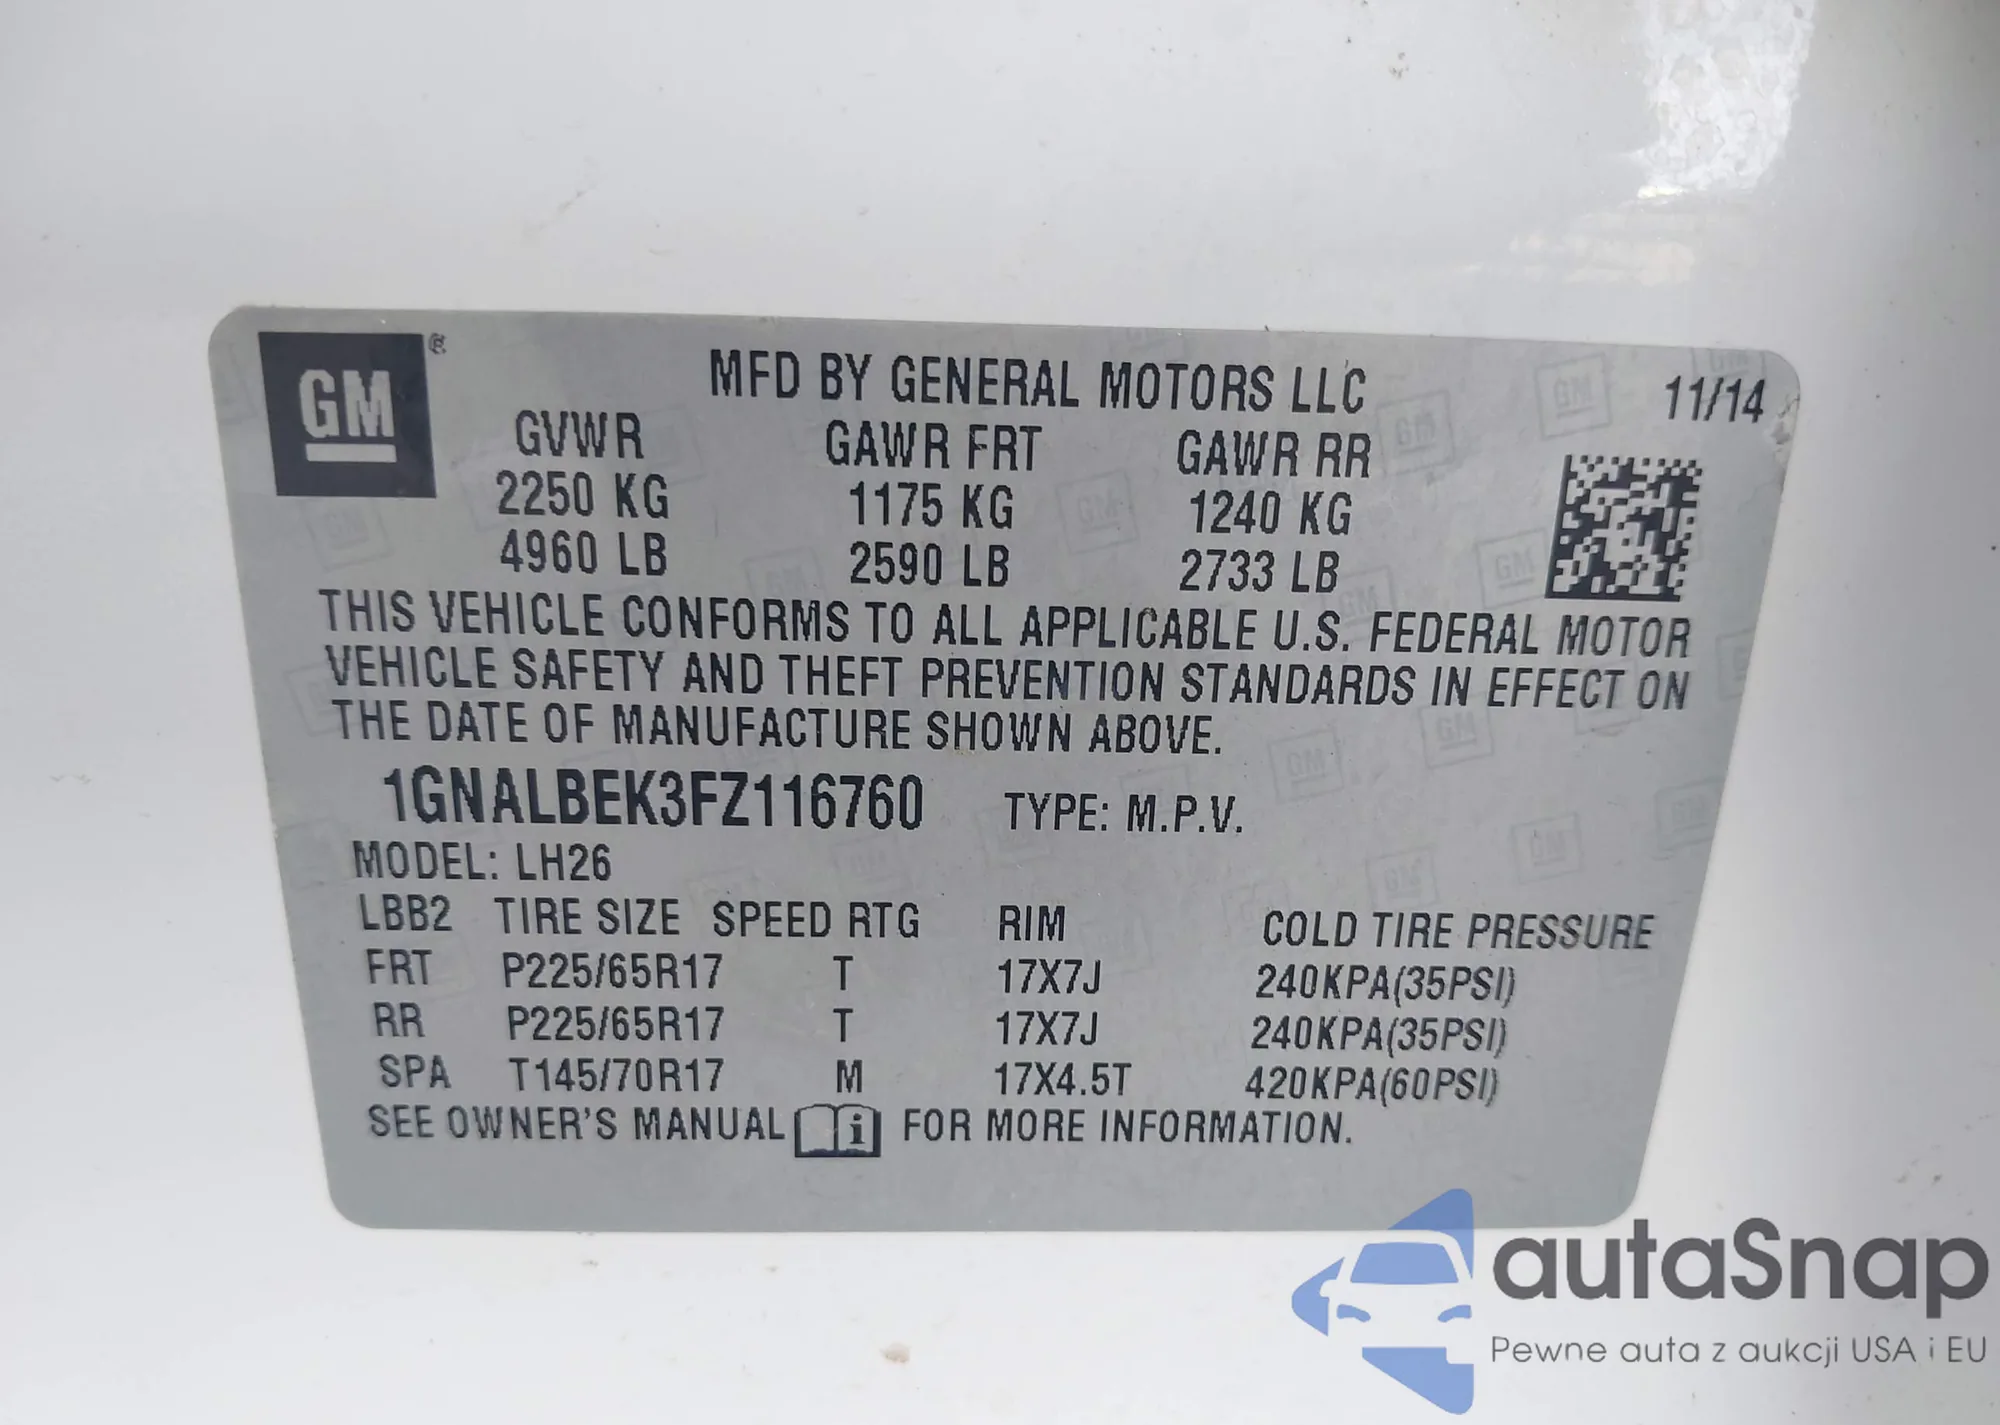 GM ®
MFD BY GENERAL MOTORS LLC 11/14
GVWR GAWR FRT GAWR RR
2250 KG 1175 KG 1240 KG
4960 LB 2590 LB 2733 LB
THIS VEHICLE CONFORMS TO ALL APPLICABLE U.S. FEDERAL MOTOR
VEHICLE SAFETY AND THEFT PREVENTION STANDARDS IN EFFECT ON
THE DATE OF MANUFACTURE SHOWN ABOVE.
1GNALBEK3FZ116760 TYPE: M.P.V.
MODEL: LH26
LBB2 TIRE SIZE SPEED RTG RIM COLD TIRE PRESSURE
FRT P225/65R17 T 17X7J 240KPA(35PSI)
RR P225/65R17 T 17X7J 240KPA(35PSI)
SPA T145/70R17 M 17X4.5T 420KPA(60PSI)
SEE OWNER'S MANUAL i FOR MORE INFORMATION.
autaSnap
Pewne auta z aukcji USA i EU